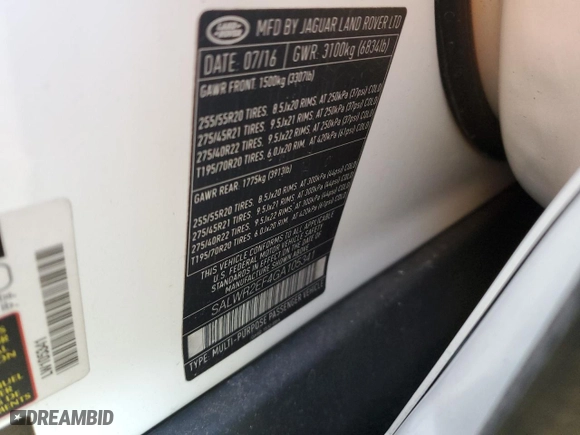 LAND ROVER
MFD BY JAGUAR LAND ROVER LTD
DATE: 07/16 GWR: 3100kg (6834lb)
GAWR FRONT: 1500kg (3307lb)
255/55R20 TIRES. 8.5Jx20 RIMS. AT 250kPa (37psi) COLD
275/45R21 TIRES. 9.5Jx21 RIMS. AT 250kPa (37psi) COLD
275/40R22 TIRES. 9.5Jx22 RIMS. AT 250kPa (37psi) COLD
T195/70R20 TIRES. 6.0Jx20 RIM. AT 420kPa (61psi) COLD
GAWR REAR: 1775kg (3913lb)
255/55R20 TIRES. 8.5Jx20 RIMS. AT 300kPa (44psi) COLD
275/45R21 TIRES. 9.5Jx21 RIMS. AT 300kPa (44psi) COLD
275/40R22 TIRES. 9.5Jx22 RIMS. AT 300kPa (44psi) COLD
T195/70R20 TIRES. 6.0Jx20 RIM. AT 420kPa (61psi) COLD
THIS VEHICLE CONFORMS TO ALL APPLICABLE
U.S. FEDERAL MOTOR VEHICLE SAFETY STANDARDS
IN EFFECT ON THE DATE OF
MANUFACTURE SHOWN ABOVE
TYPE: MULTI-PURPOSE PASSENGER VEHICLE
DREAMBID